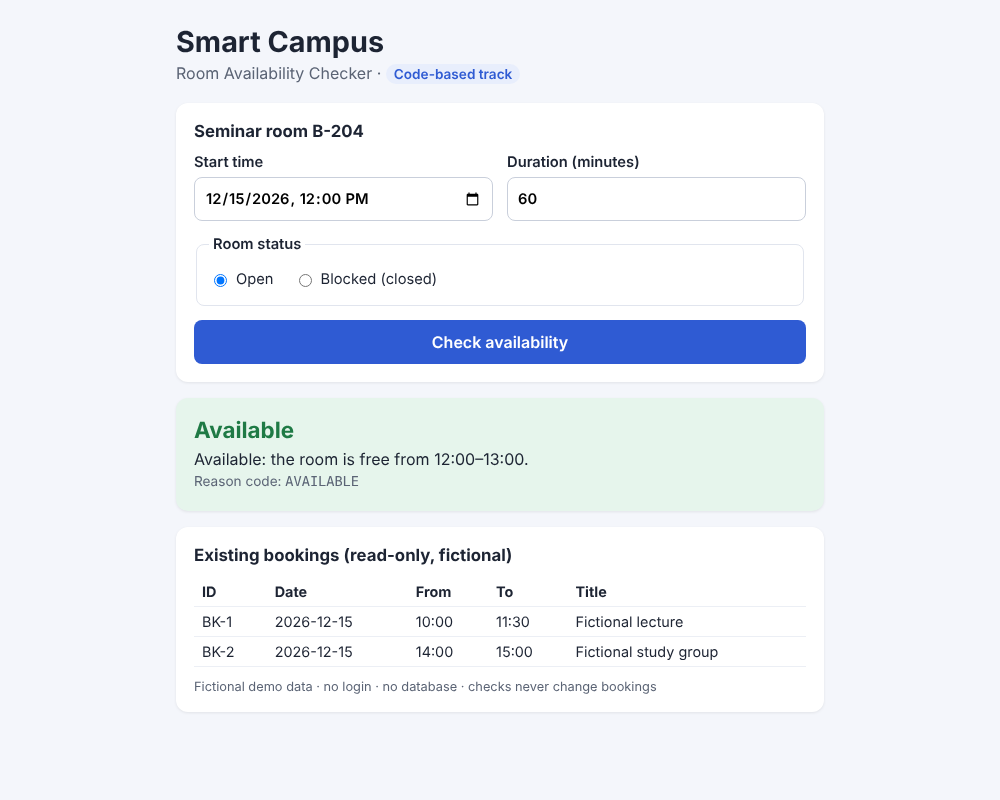 Smart Campus
Room Availability Checker · Code-based track
Seminar room B-204
Start time Duration (minutes)
12/15/2026, 12:00 PM 60
Room status
Open Blocked (closed)
Check availability
Available
Available: the room is free from 12:00–13:00.
Reason code: AVAILABLE
Existing bookings (read-only, fictional)
ID Date From To Title
BK-1 2026-12-15 10:00 11:30 Fictional lecture
BK-2 2026-12-15 14:00 15:00 Fictional study group
Fictional demo data · no login · no database · checks never change bookings